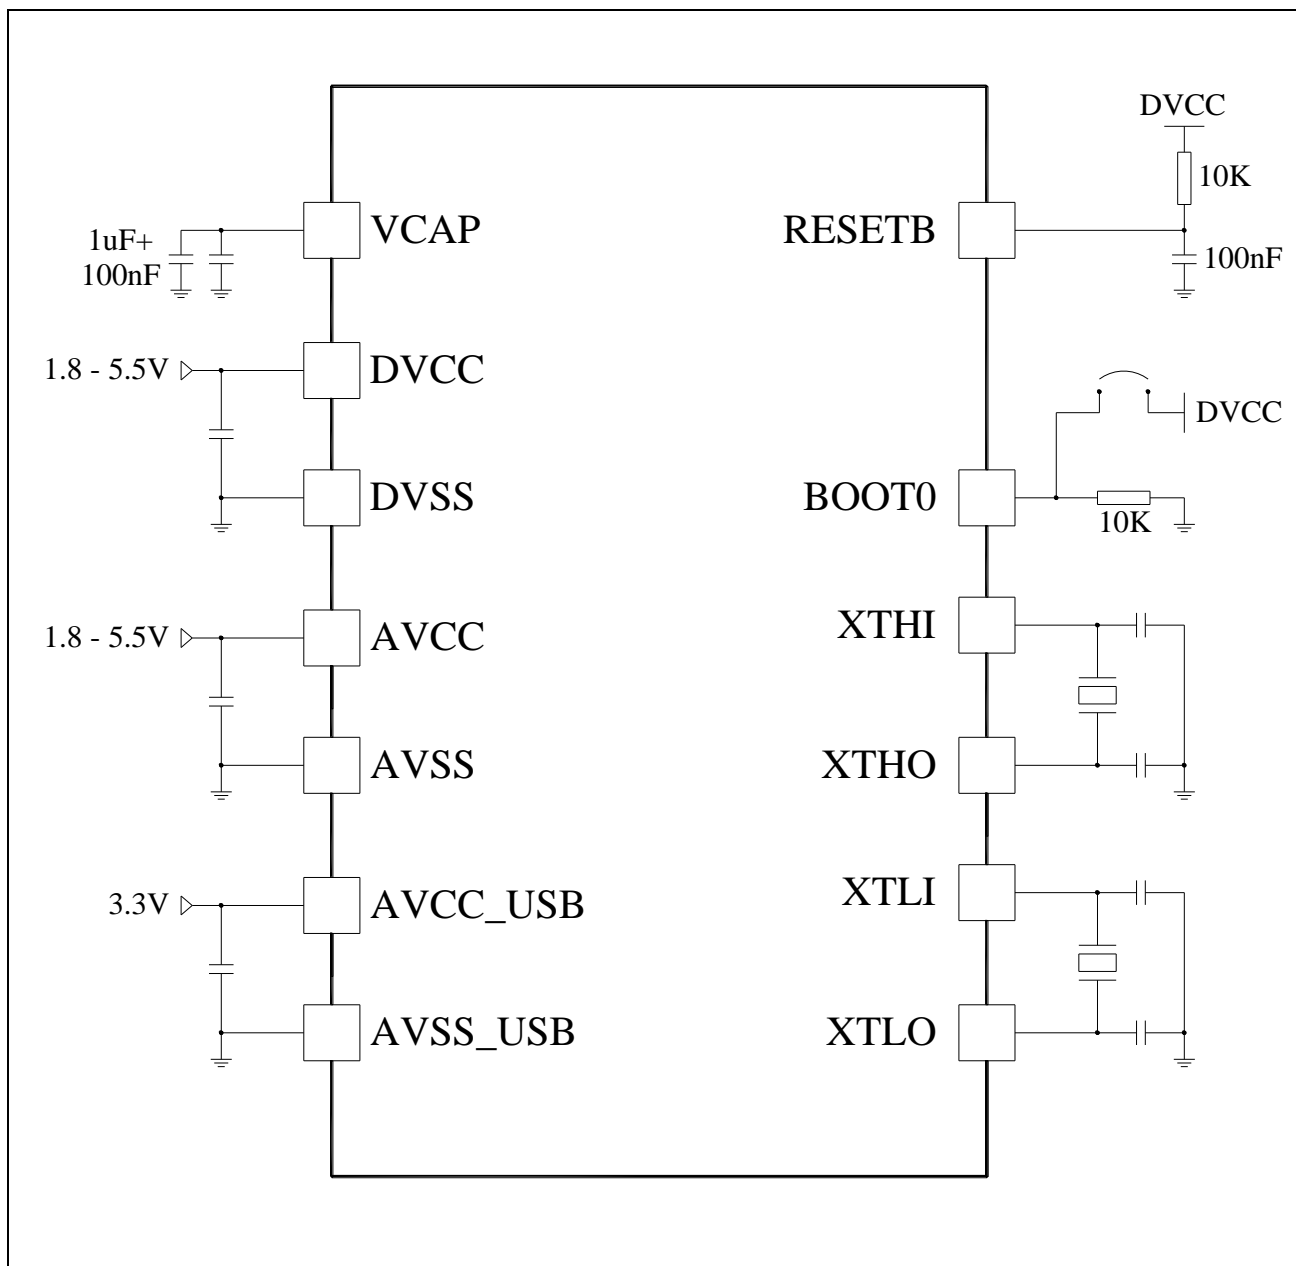 DVCC
10K
VCAP
RESETB
1uF+
100nF
100nF
1.8 - 5.5V
DVCC
DVCC
DVSS
BOOT0
10K
XTHI
1.8 - 5.5V
AVCC
AVSS
XTHO
3.3V
AVCC_USB
XTLI
AVSS_USB
XTLO